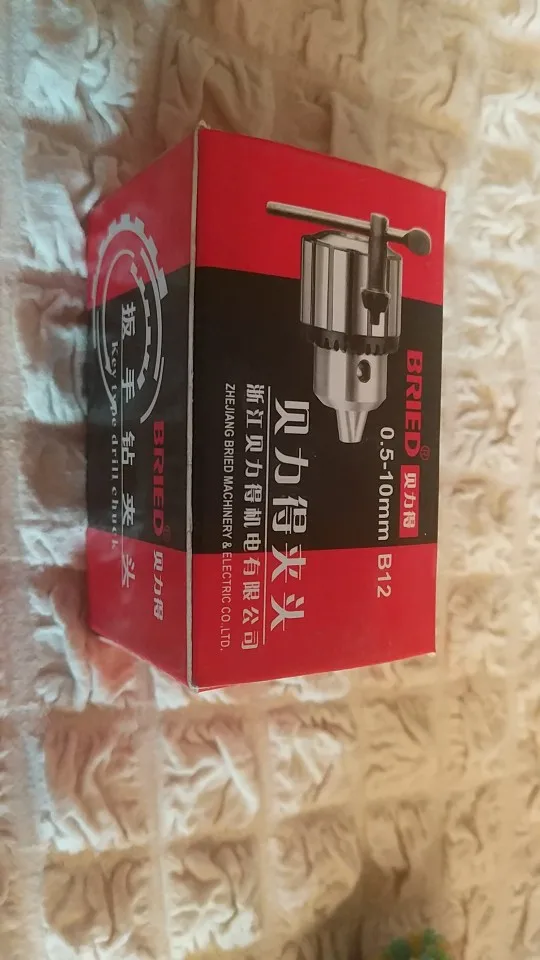 BRIED® 贝力得
0.5-10mm B12
贝力得夹头
浙江贝力得机电有限公司
ZHEJIANG BRIED MACHINERY & ELECTRIC CO.,LTD.
BRIED® 贝力得
扳手钻夹头
Key type drill chuck